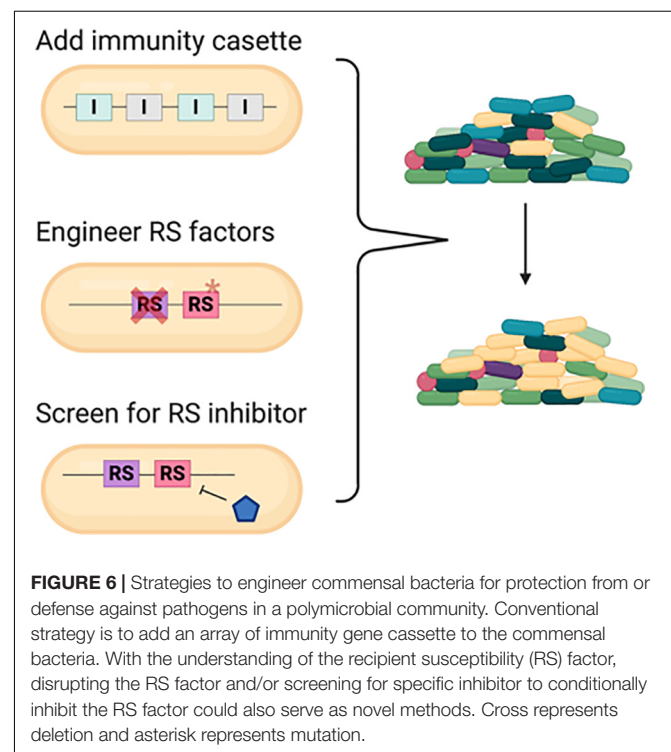 Add immunity casette
I I I I
Engineer RS factors
RS RS*
Screen for RS inhibitor
RS RS
FIGURE 6 | Strategies to engineer commensal bacteria for protection from or
defense against pathogens in a polymicrobial community. Conventional
strategy is to add an array of immunity gene cassette to the commensal
bacteria. With the understanding of the recipient susceptibility (RS) factor,
disrupting the RS factor and/or screening for specific inhibitor to conditionally
inhibit the RS factor could also serve as novel methods. Cross represents
deletion and asterisk represents mutation.